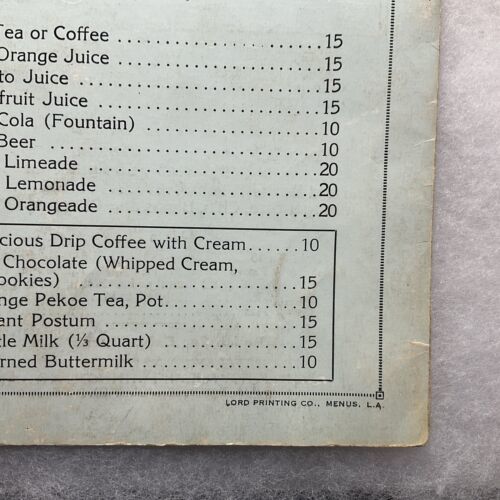 Tea or Coffee ........................ 15
Orange Juice ........................ 15
to Juice ........................ 15
fruit Juice ........................ 15
Cola (Fountain) ........................ 10
Beer ........................ 10
Limeade ........................ 20
Lemonade ........................ 20
Orangeade ........................ 20
cious Drip Coffee with Cream...... 10
Chocolate (Whipped Cream,
ookies) ........................ 15
nge Pekoe Tea, Pot........................ 10
ant Postum ........................ 15
tle Milk (⅓ Quart) ........................ 15
rned Buttermilk ........................ 10
LORD PRINTING CO., MENUS, L.A.